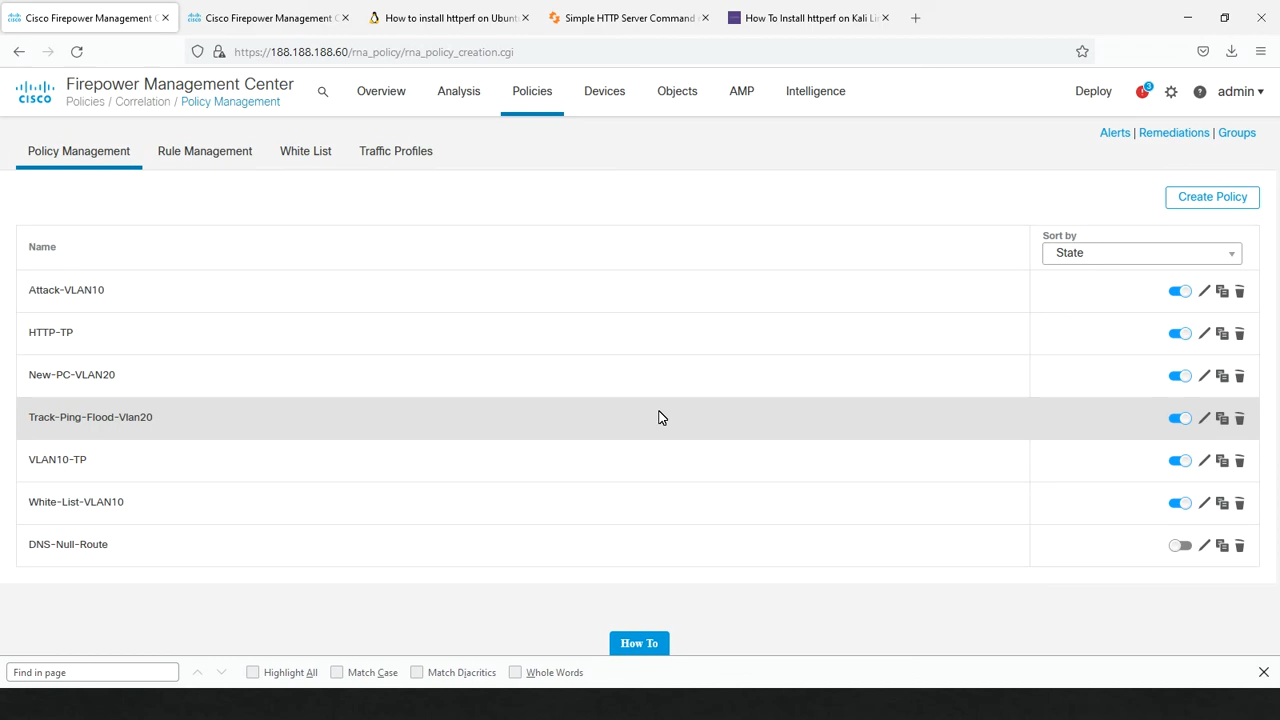 Cisco Firepower Management C
Cisco Firepower Management C
How to install httperf on Ubunt
Simple HTTP Server Command
How To Install httperf on Kali Li
https://188.188.188.60/rna_policy/rna_policy_creation.cgi
CISCO
Firepower Management Center
Policies / Correlation / Policy Management
Overview
Analysis
Policies
Devices
Objects
AMP
Intelligence
Deploy
3
admin
Alerts | Remediations | Groups
Policy Management
Rule Management
White List
Traffic Profiles
Create Policy
Name
Sort by
State
Attack-VLAN10
HTTP-TP
New-PC-VLAN20
Track-Ping-Flood-Vlan20
VLAN10-TP
White-List-VLAN10
DNS-Null-Route
How To
Find in page
Highlight All
Match Case
Match Diacritics
Whole Words